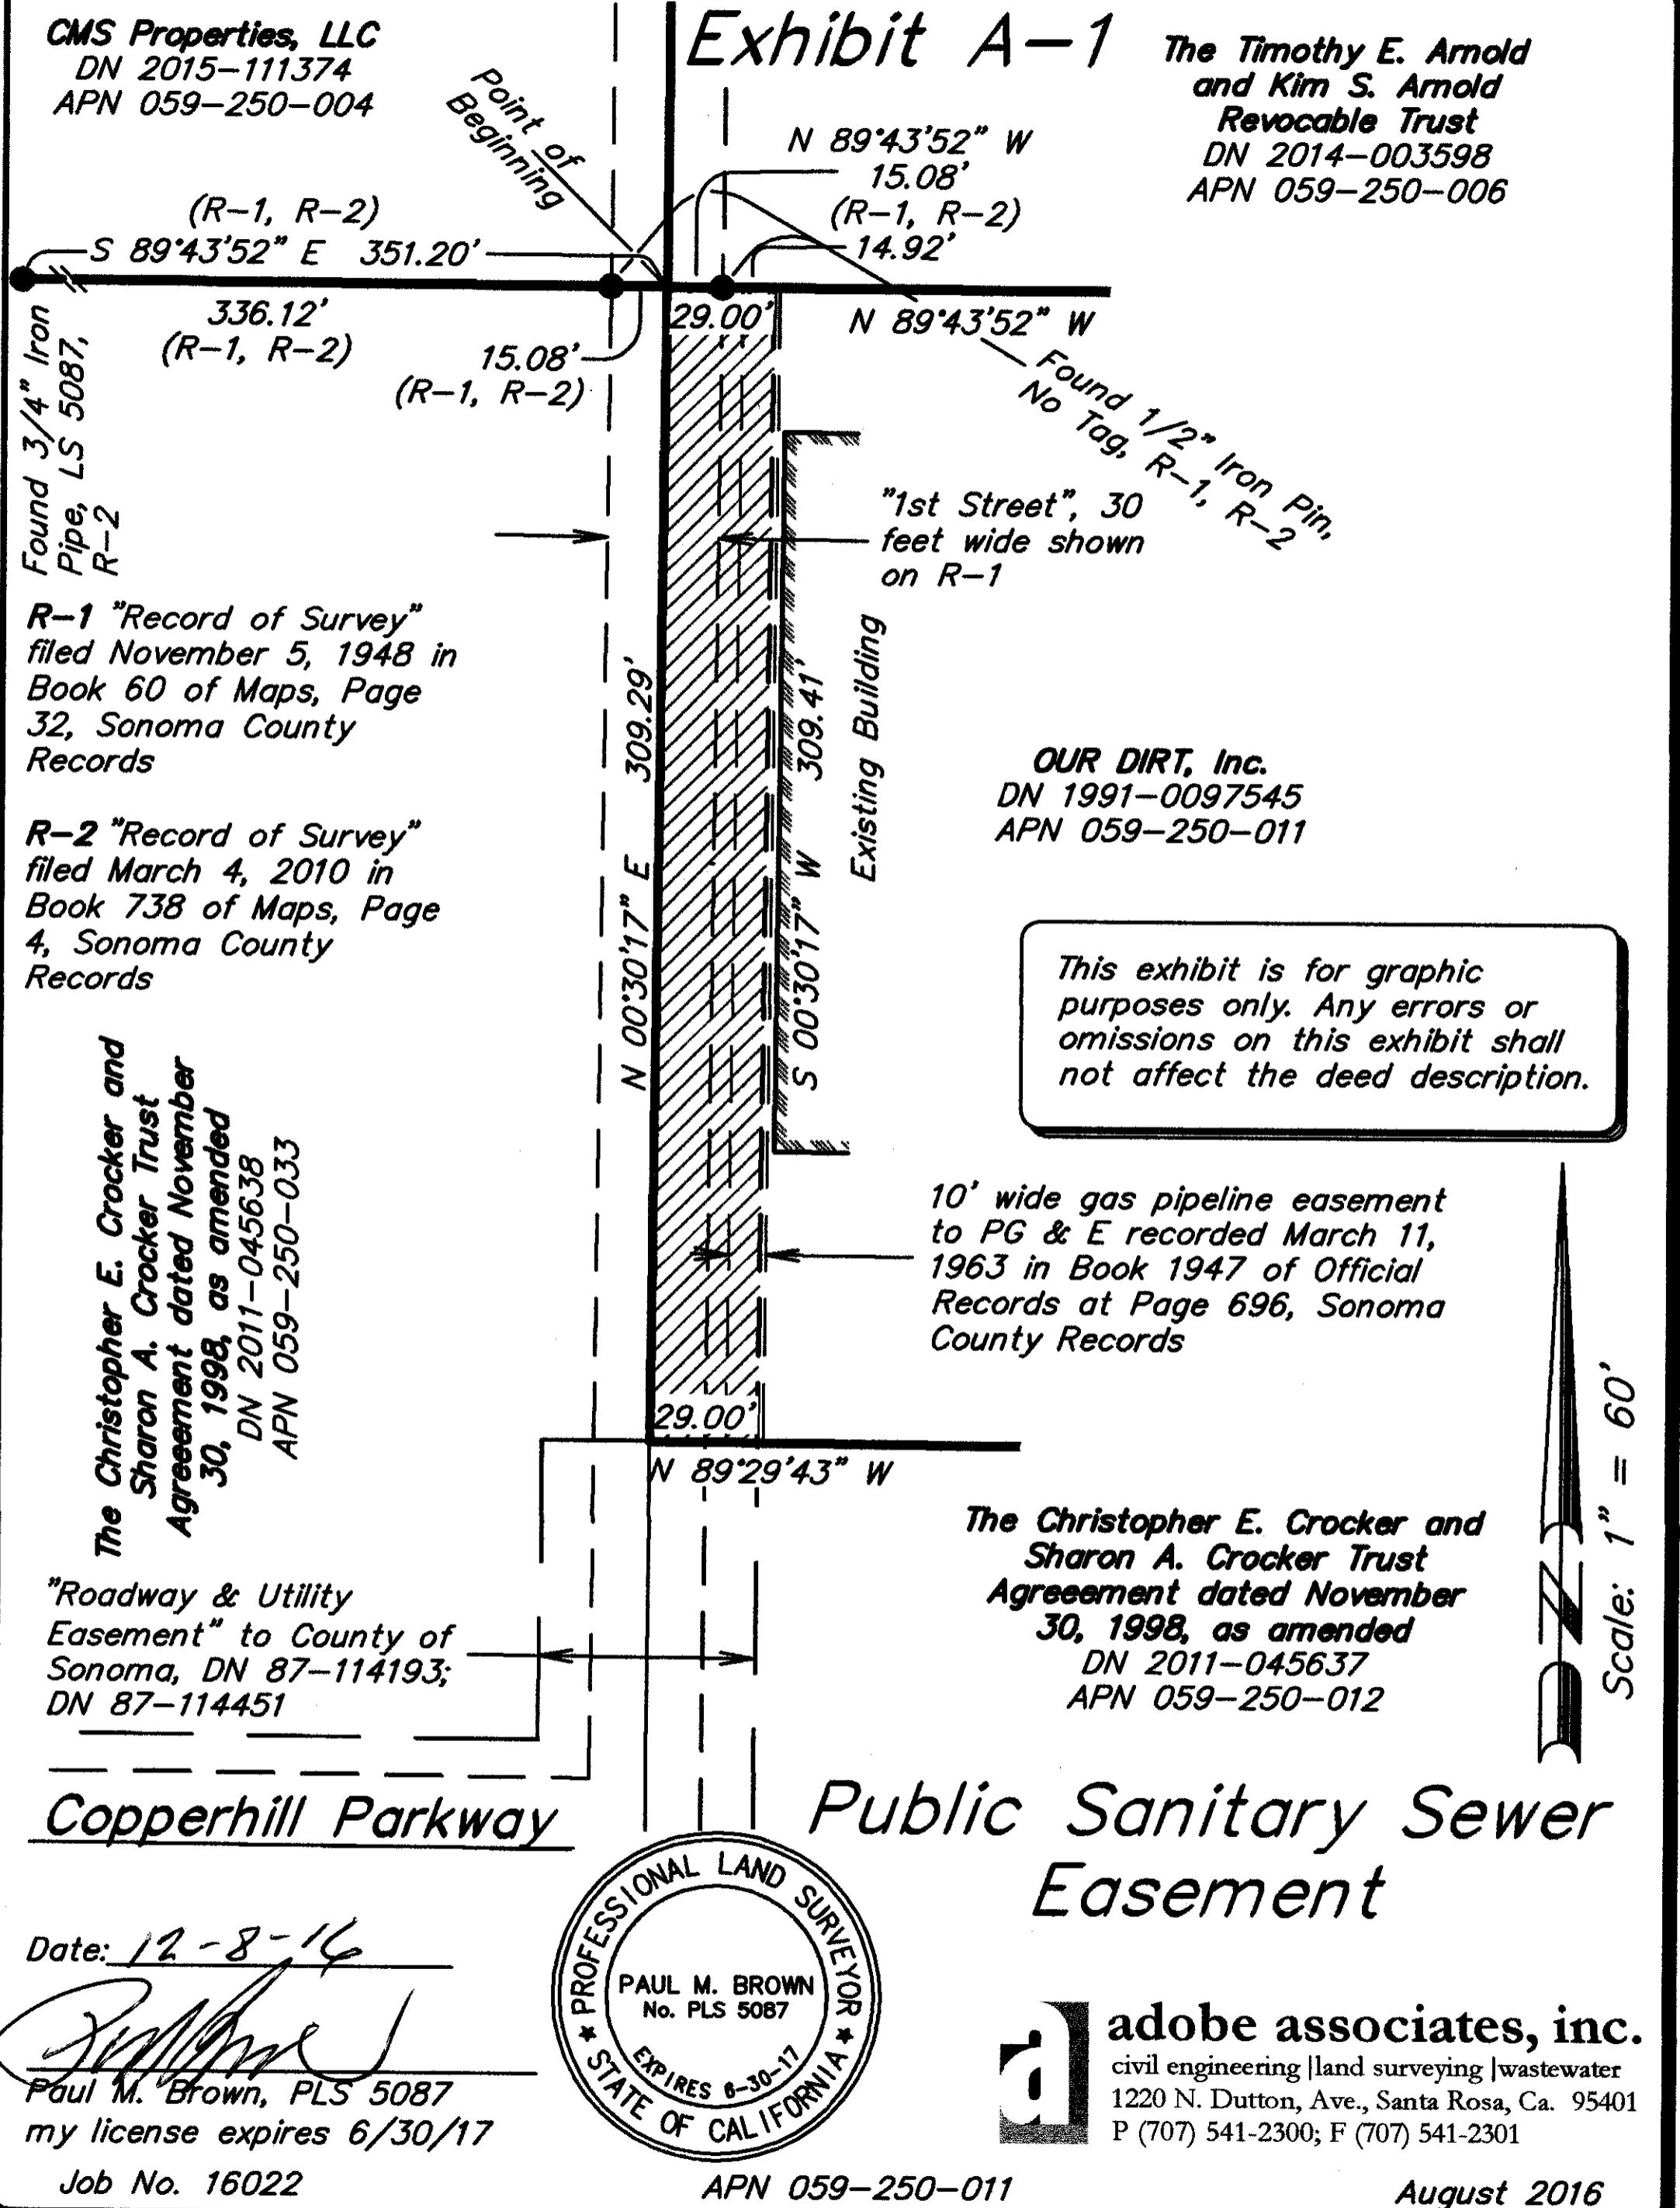 Exhibit A-1
CMS Properties, LLC
DN 2015-111374
APN 059-250-004
Point of
Beginning
The Timothy E. Arnold
and Kim S. Arnold
Revocable Trust
DN 2014-003598
APN 059-250-006
N 89°43'52" W
15.08'
(R-1, R-2)
14.92'
(R-1, R-2)
S 89°43'52" E 351.20'
336.12'
(R-1, R-2)
15.08'
(R-1, R-2)
29.00'
N 89°43'52" W
Found 3/4" Iron
Pipe, LS 5087,
R-2
Found 1/2" Iron Pin,
No Tag, R-1, R-2
"1st Street", 30
feet wide shown
on R-1
R-1 "Record of Survey"
filed November 5, 1948 in
Book 60 of Maps, Page
32, Sonoma County
Records
R-2 "Record of Survey"
filed March 4, 2010 in
Book 738 of Maps, Page
4, Sonoma County
Records
N 00°30'17" E 309.29'
S 00°30'17" W 309.41'
Existing Building
OUR DIRT, Inc.
DN 1991-0097545
APN 059-250-011
This exhibit is for graphic
purposes only. Any errors or
omissions on this exhibit shall
not affect the deed description.
The Christopher E. Crocker and
Sharon A. Crocker Trust
Agreeement dated November
30, 1998, as amended
DN 2011-045638
APN 059-250-033
10' wide gas pipeline easement
to PG & E recorded March 11,
1963 in Book 1947 of Official
Records at Page 696, Sonoma
County Records
29.00'
N 89°29'43" W
The Christopher E. Crocker and
Sharon A. Crocker Trust
Agreeement dated November
30, 1998, as amended
DN 2011-045637
APN 059-250-012
N
Scale: 1" = 60'
"Roadway & Utility
Easement" to County of
Sonoma, DN 87-114193;
DN 87-114451
Copperhill Parkway
Public Sanitary Sewer
Easement
Date: 12-8-16
Paul M. Brown, PLS 5087
my license expires 6/30/17
Job No. 16022
PROFESSIONAL LAND SURVEYOR
PAUL M. BROWN
No. PLS 5087
EXPIRES 6-30-17
STATE OF CALIFORNIA
APN 059-250-011
a
adobe associates, inc.
civil engineering |land surveying |wastewater
1220 N. Dutton, Ave., Santa Rosa, Ca. 95401
P (707) 541-2300; F (707) 541-2301
August 2016